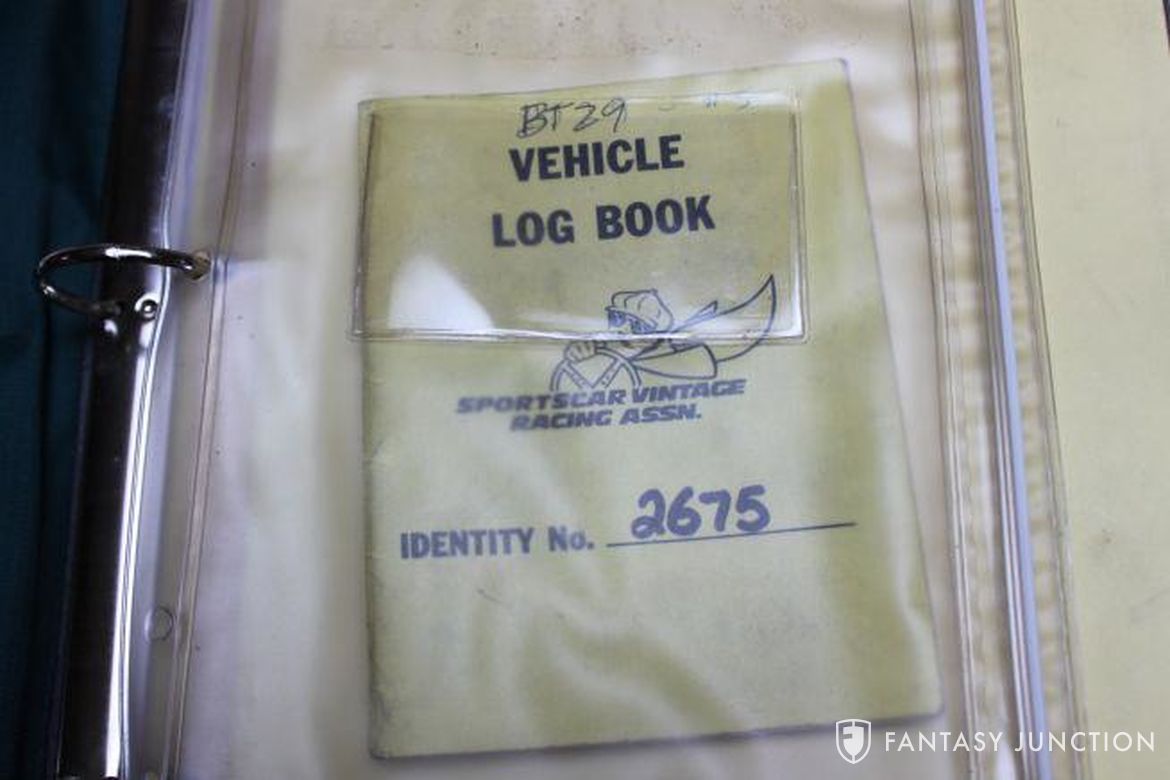 BT29
VEHICLE
LOG BOOK
SPORTSCAR VINTAGE
RACING ASSN.
IDENTITY No. 2675
FANTASY JUNCTION